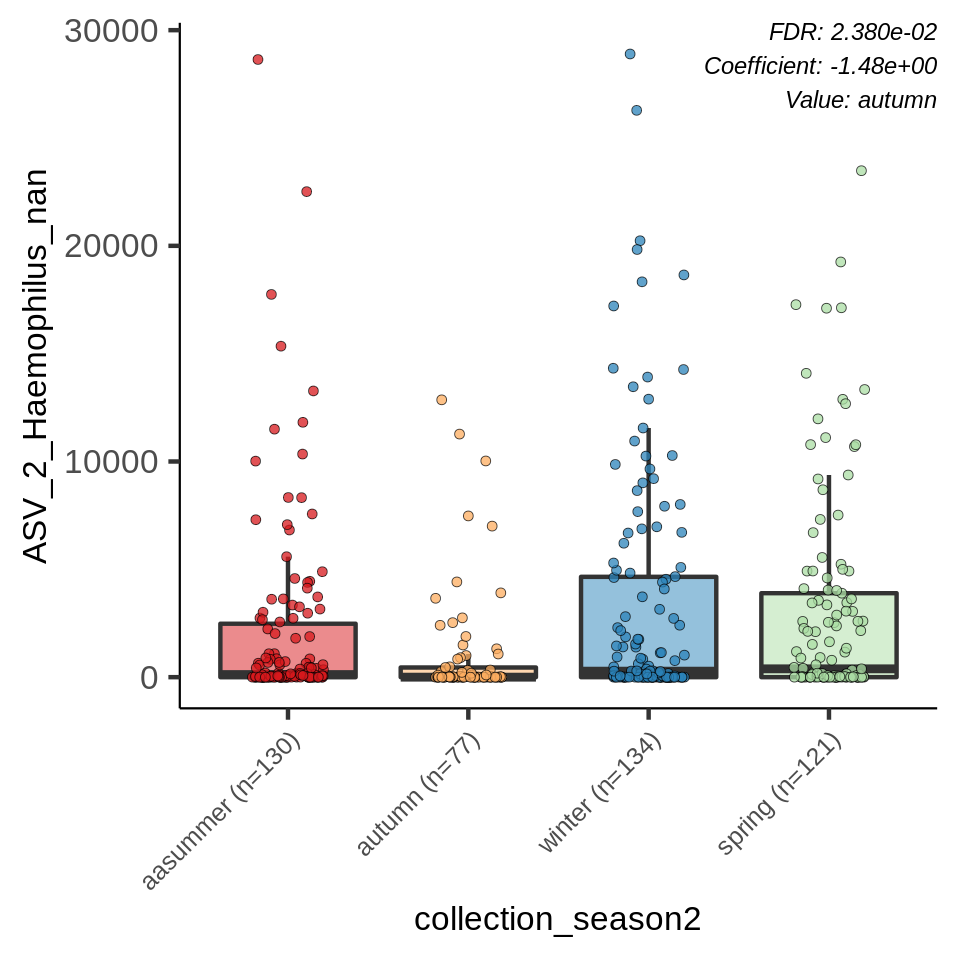 FDR: 2.380e-02
Coefficient: -1.48e+00
Value: autumn
30000
20000
10000
0
ASV_2_Haemophilus_nan
aasummer (n=130)
autumn (n=77)
winter (n=134)
spring (n=121)
collection_season2